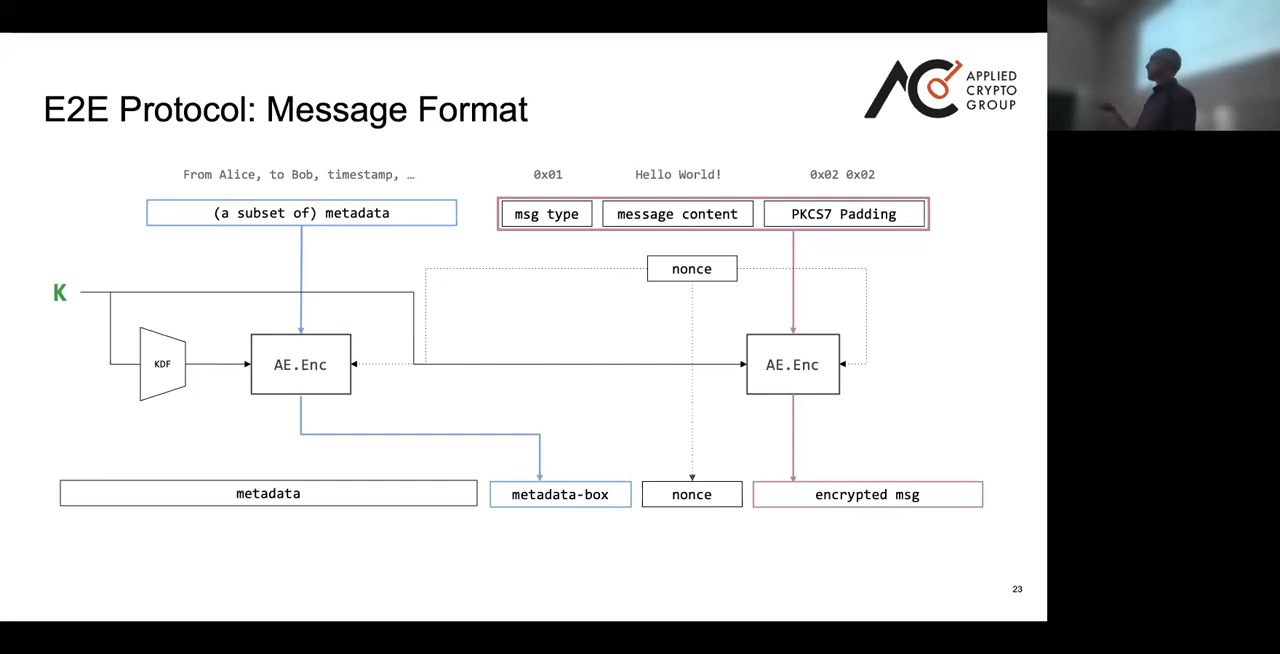 E2E Protocol: Message Format
APPLIED
CRYPTO
GROUP
From Alice, to Bob, timestamp, …
0x01
Hello World!
0x02 0x02
(a subset of) metadata
msg type
message content
PKCS7 Padding
nonce
K
KDF
AE.Enc
AE.Enc
metadata
metadata-box
nonce
encrypted msg
23